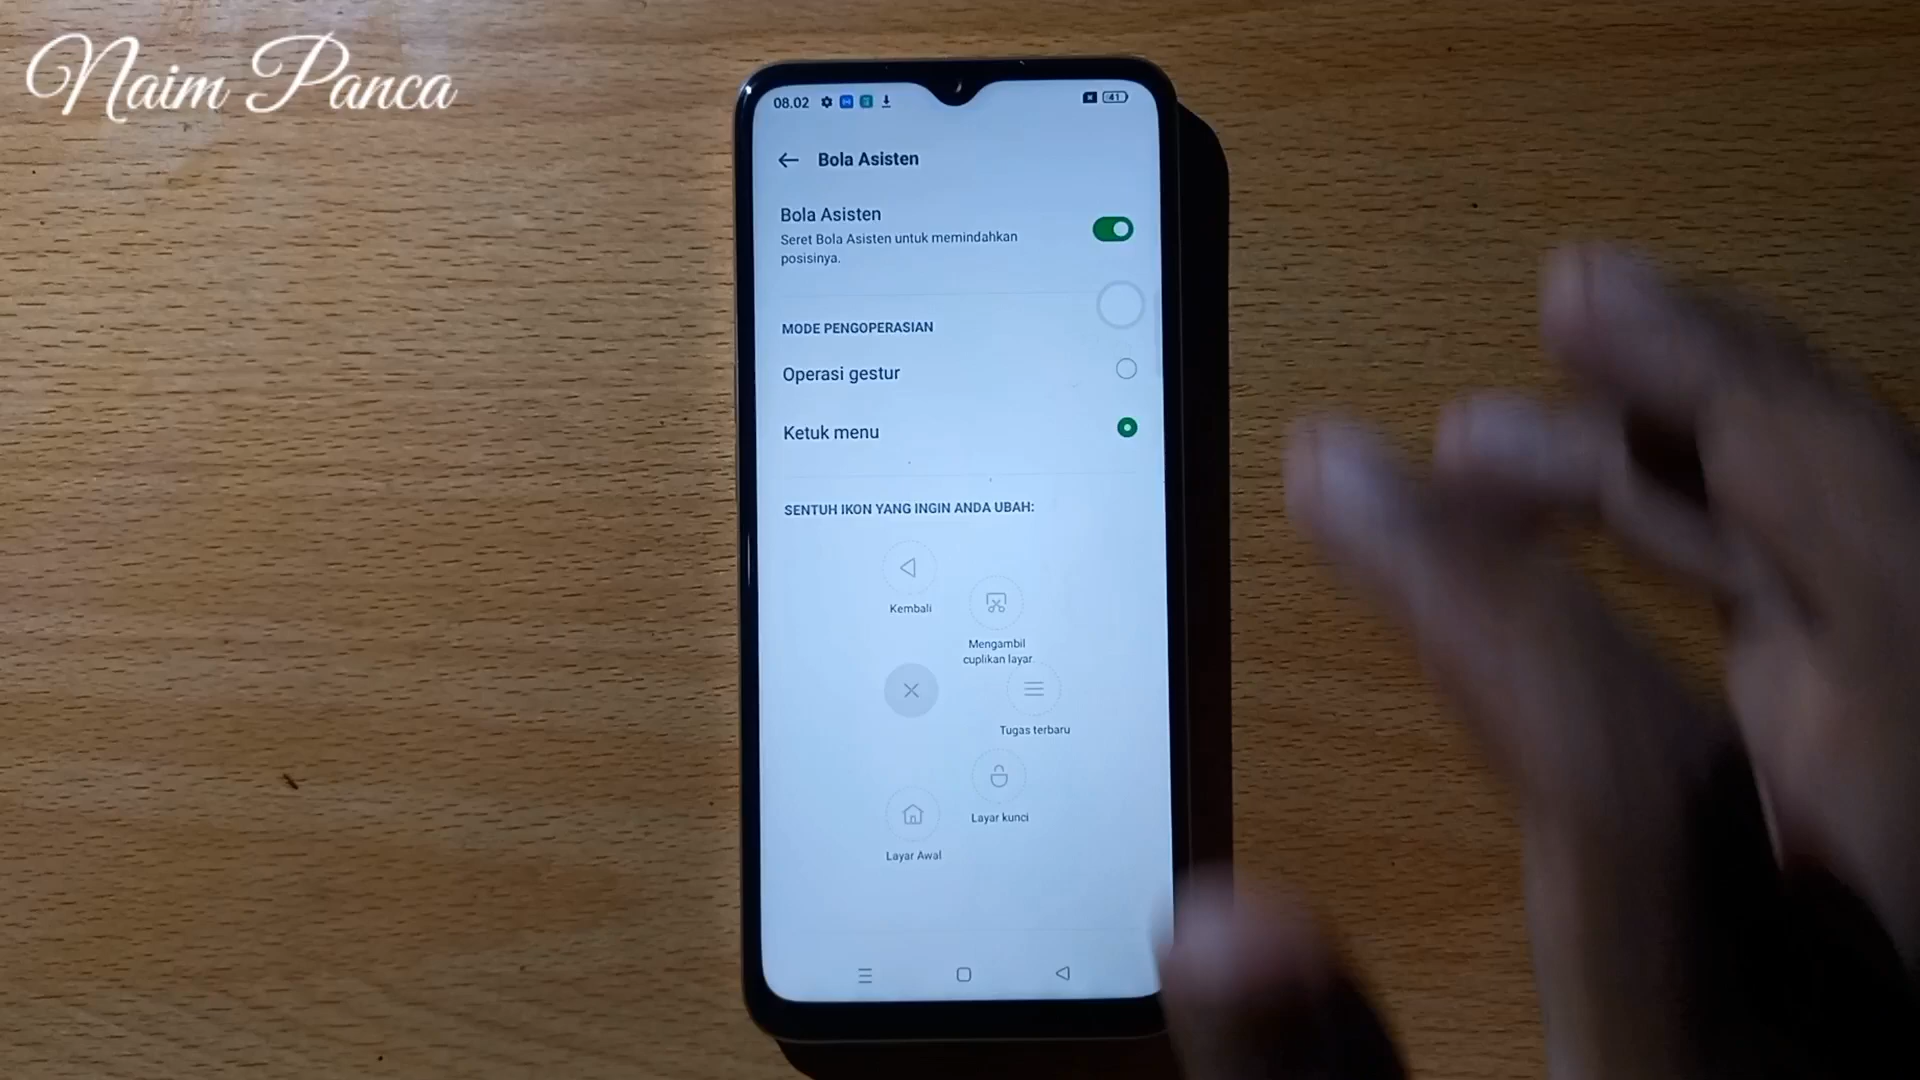 Naim Panca
08.02
41
Bola Asisten
Bola Asisten
Seret Bola Asisten untuk memindahkan
posisinya.
MODE PENGOPERASIAN
Operasi gestur
Ketuk menu
SENTUH IKON YANG INGIN ANDA UBAH:
Kembali
Mengambil
cuplikan layar
Tugas terbaru
Layar kunci
Layar Awal